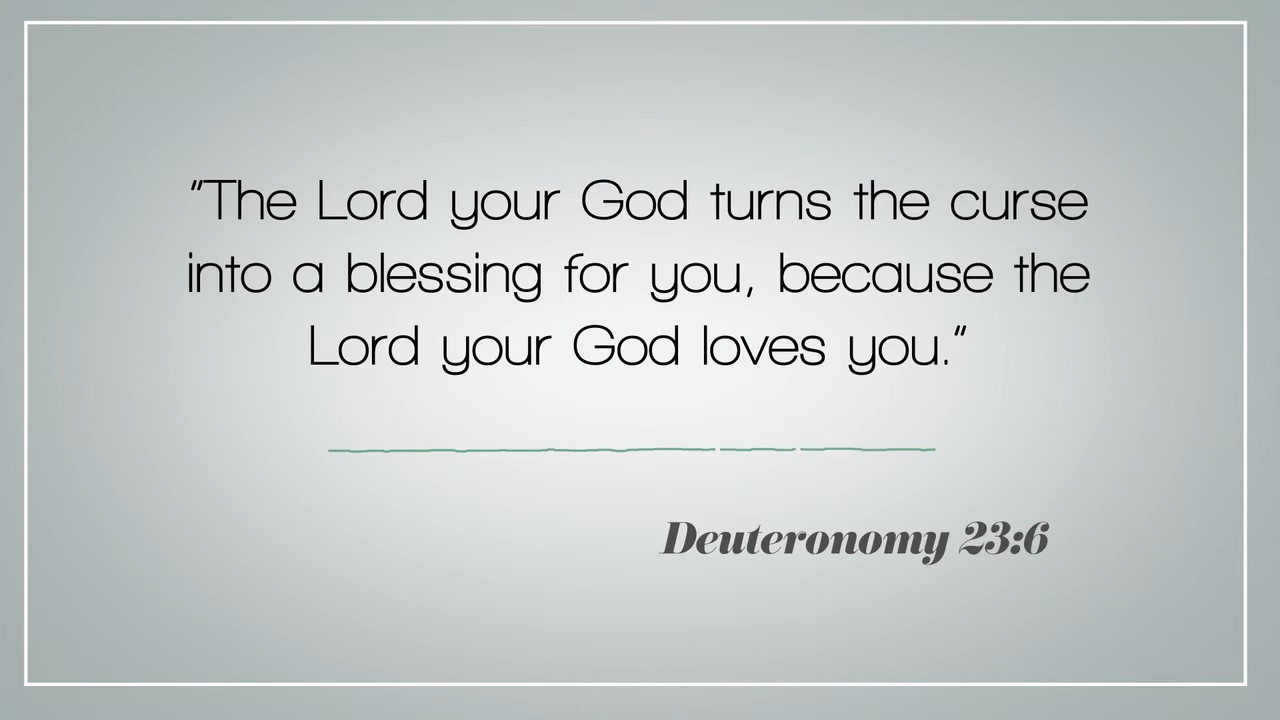 "The Lord your God turns the curse
into a blessing for you, because the
Lord your God loves you."
Deuteronomy 23:6